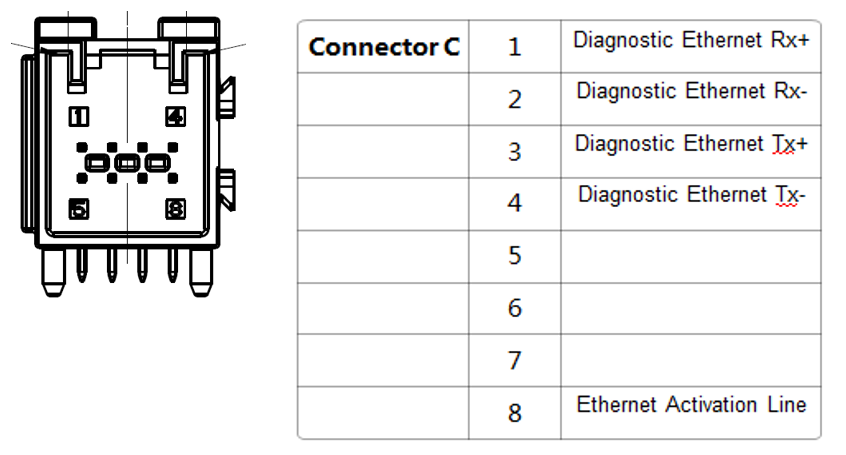 1 4
5 8
Connector C 1 Diagnostic Ethernet Rx+
2 Diagnostic Ethernet Rx-
3 Diagnostic Ethernet Tx+
4 Diagnostic Ethernet Tx-
5
6
7
8 Ethernet Activation Line